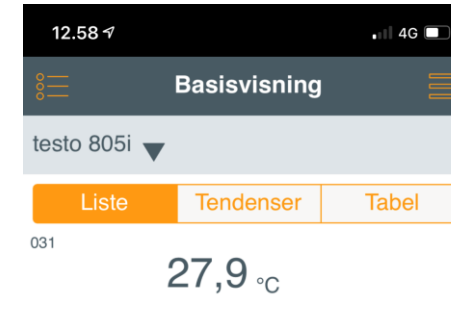 12.58 4G
Basisvisning
testo 805i
Liste Tendenser Tabel
031
27,9 °C